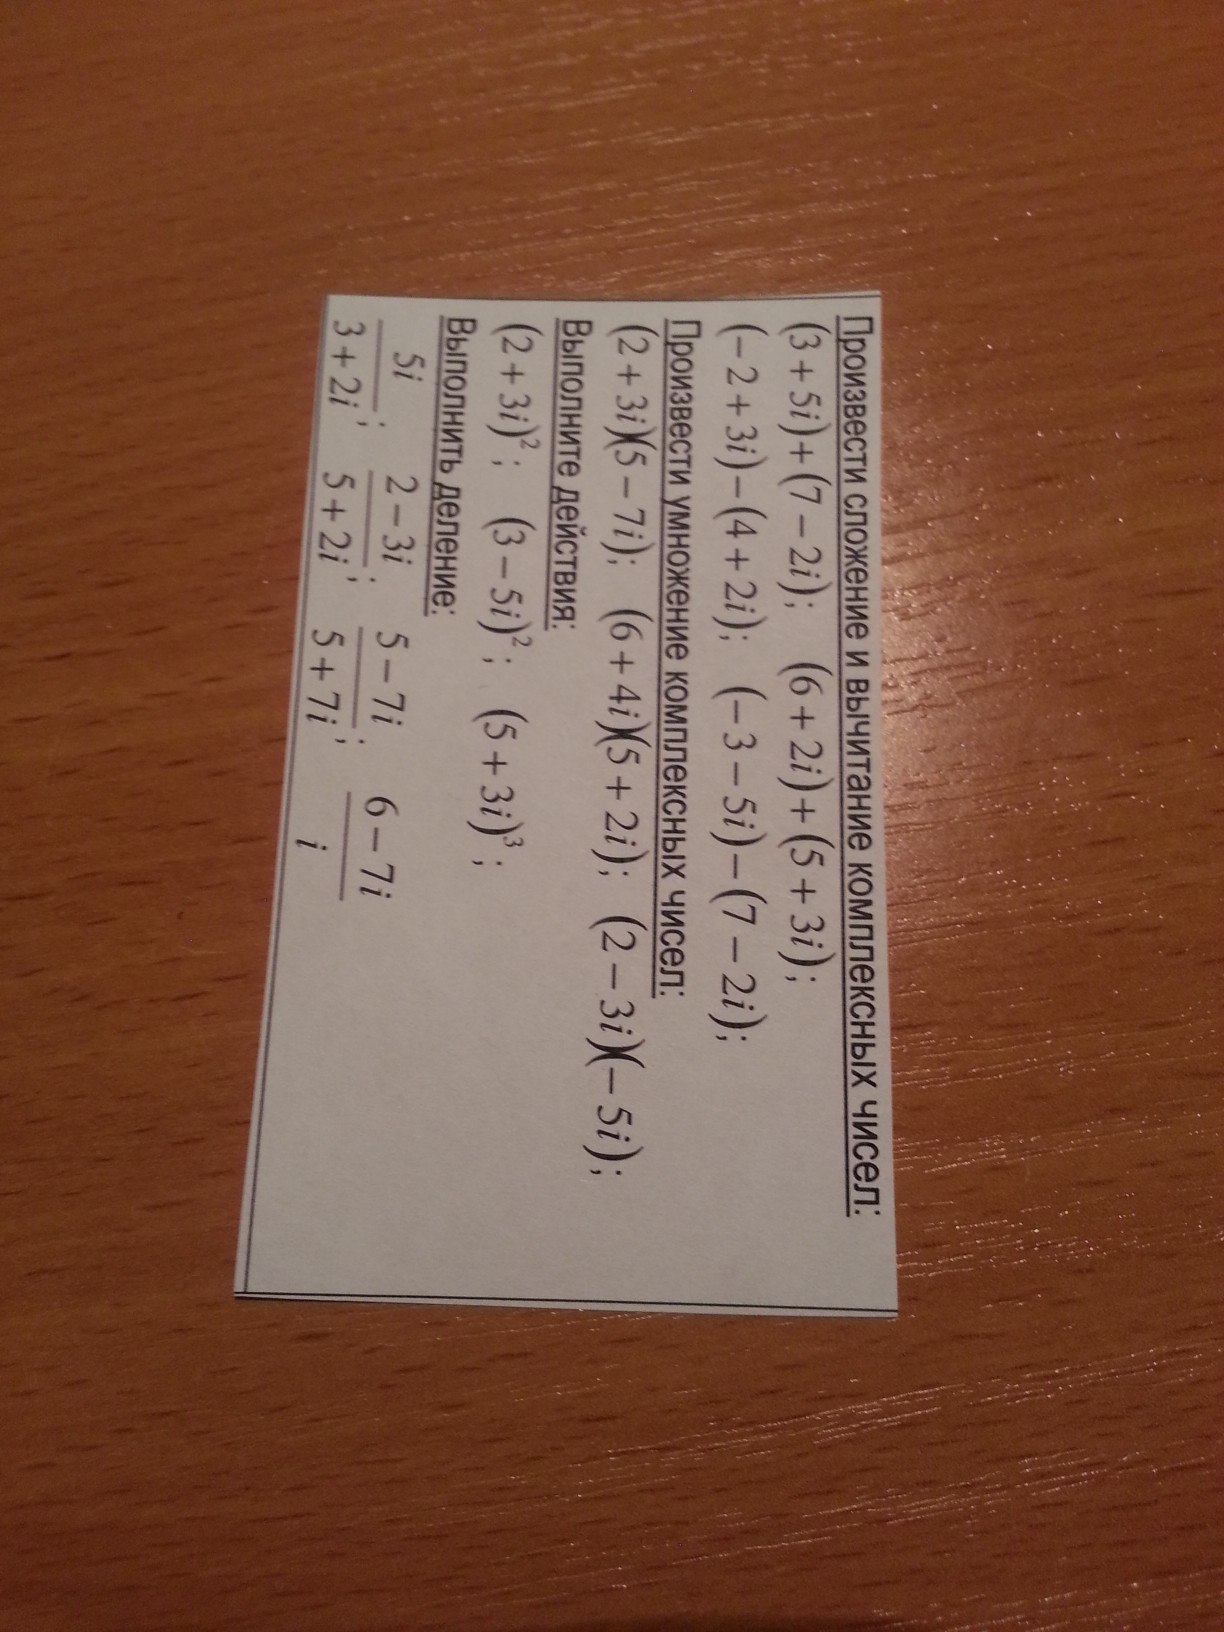 Произвести сложение и вычитание комплексных чисел:
(3 + 5i) + (7 − 2i); (6 + 2i) + (5 + 3i);
(− 2 + 3i) − (4 + 2i); (− 3 − 5i) − (7 − 2i);
Произвести умножение комплексных чисел:
(2 + 3i)(5 − 7i); (6 + 4i)(5 + 2i); (2 − 3i)(− 5i);
Выполните действия:
(2 + 3i)²; (3 − 5i)²; (5 + 3i)³;
Выполнить деление:
5i/(3 + 2i); (2 − 3i)/(5 + 2i); (5 − 7i)/(5 + 7i); (6 − 7i)/i